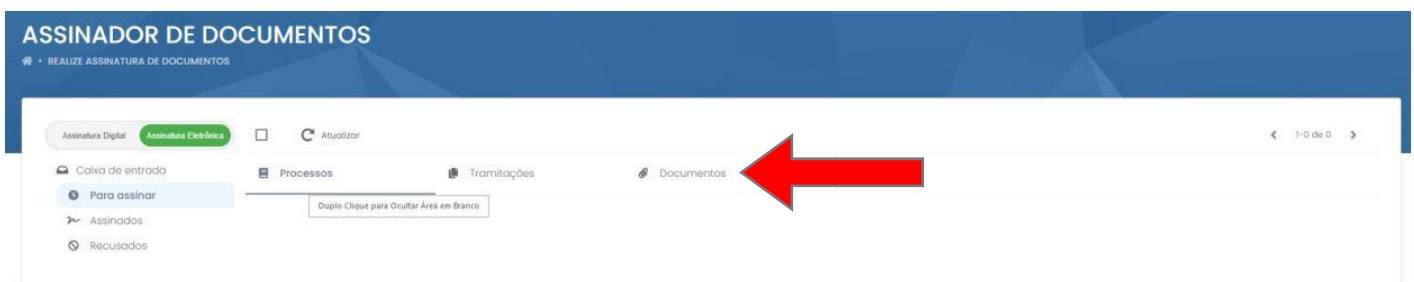 ASSINADOR DE DOCUMENTOS
• REALIZE ASSINATURA DE DOCUMENTOS
Assinatura Digital Assinatura Eletrônica Atualizar 1-0 de 0
Caixa de entrada Processos Tramitações Documentos
Para assinar
Duplo Clique para Ocultar Área em Branco
Assinados
Recusados